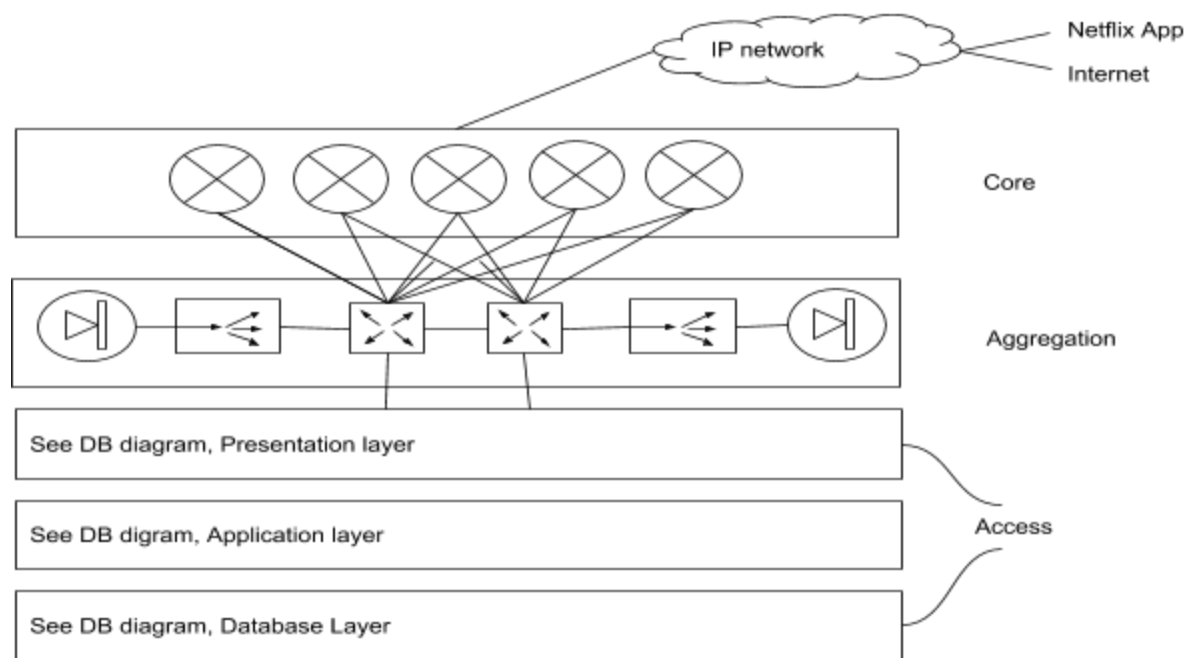 IP network
Netflix App
Internet
Core
Aggregation
See DB diagram, Presentation layer
See DB digram, Application layer
Access
See DB diagram, Database Layer